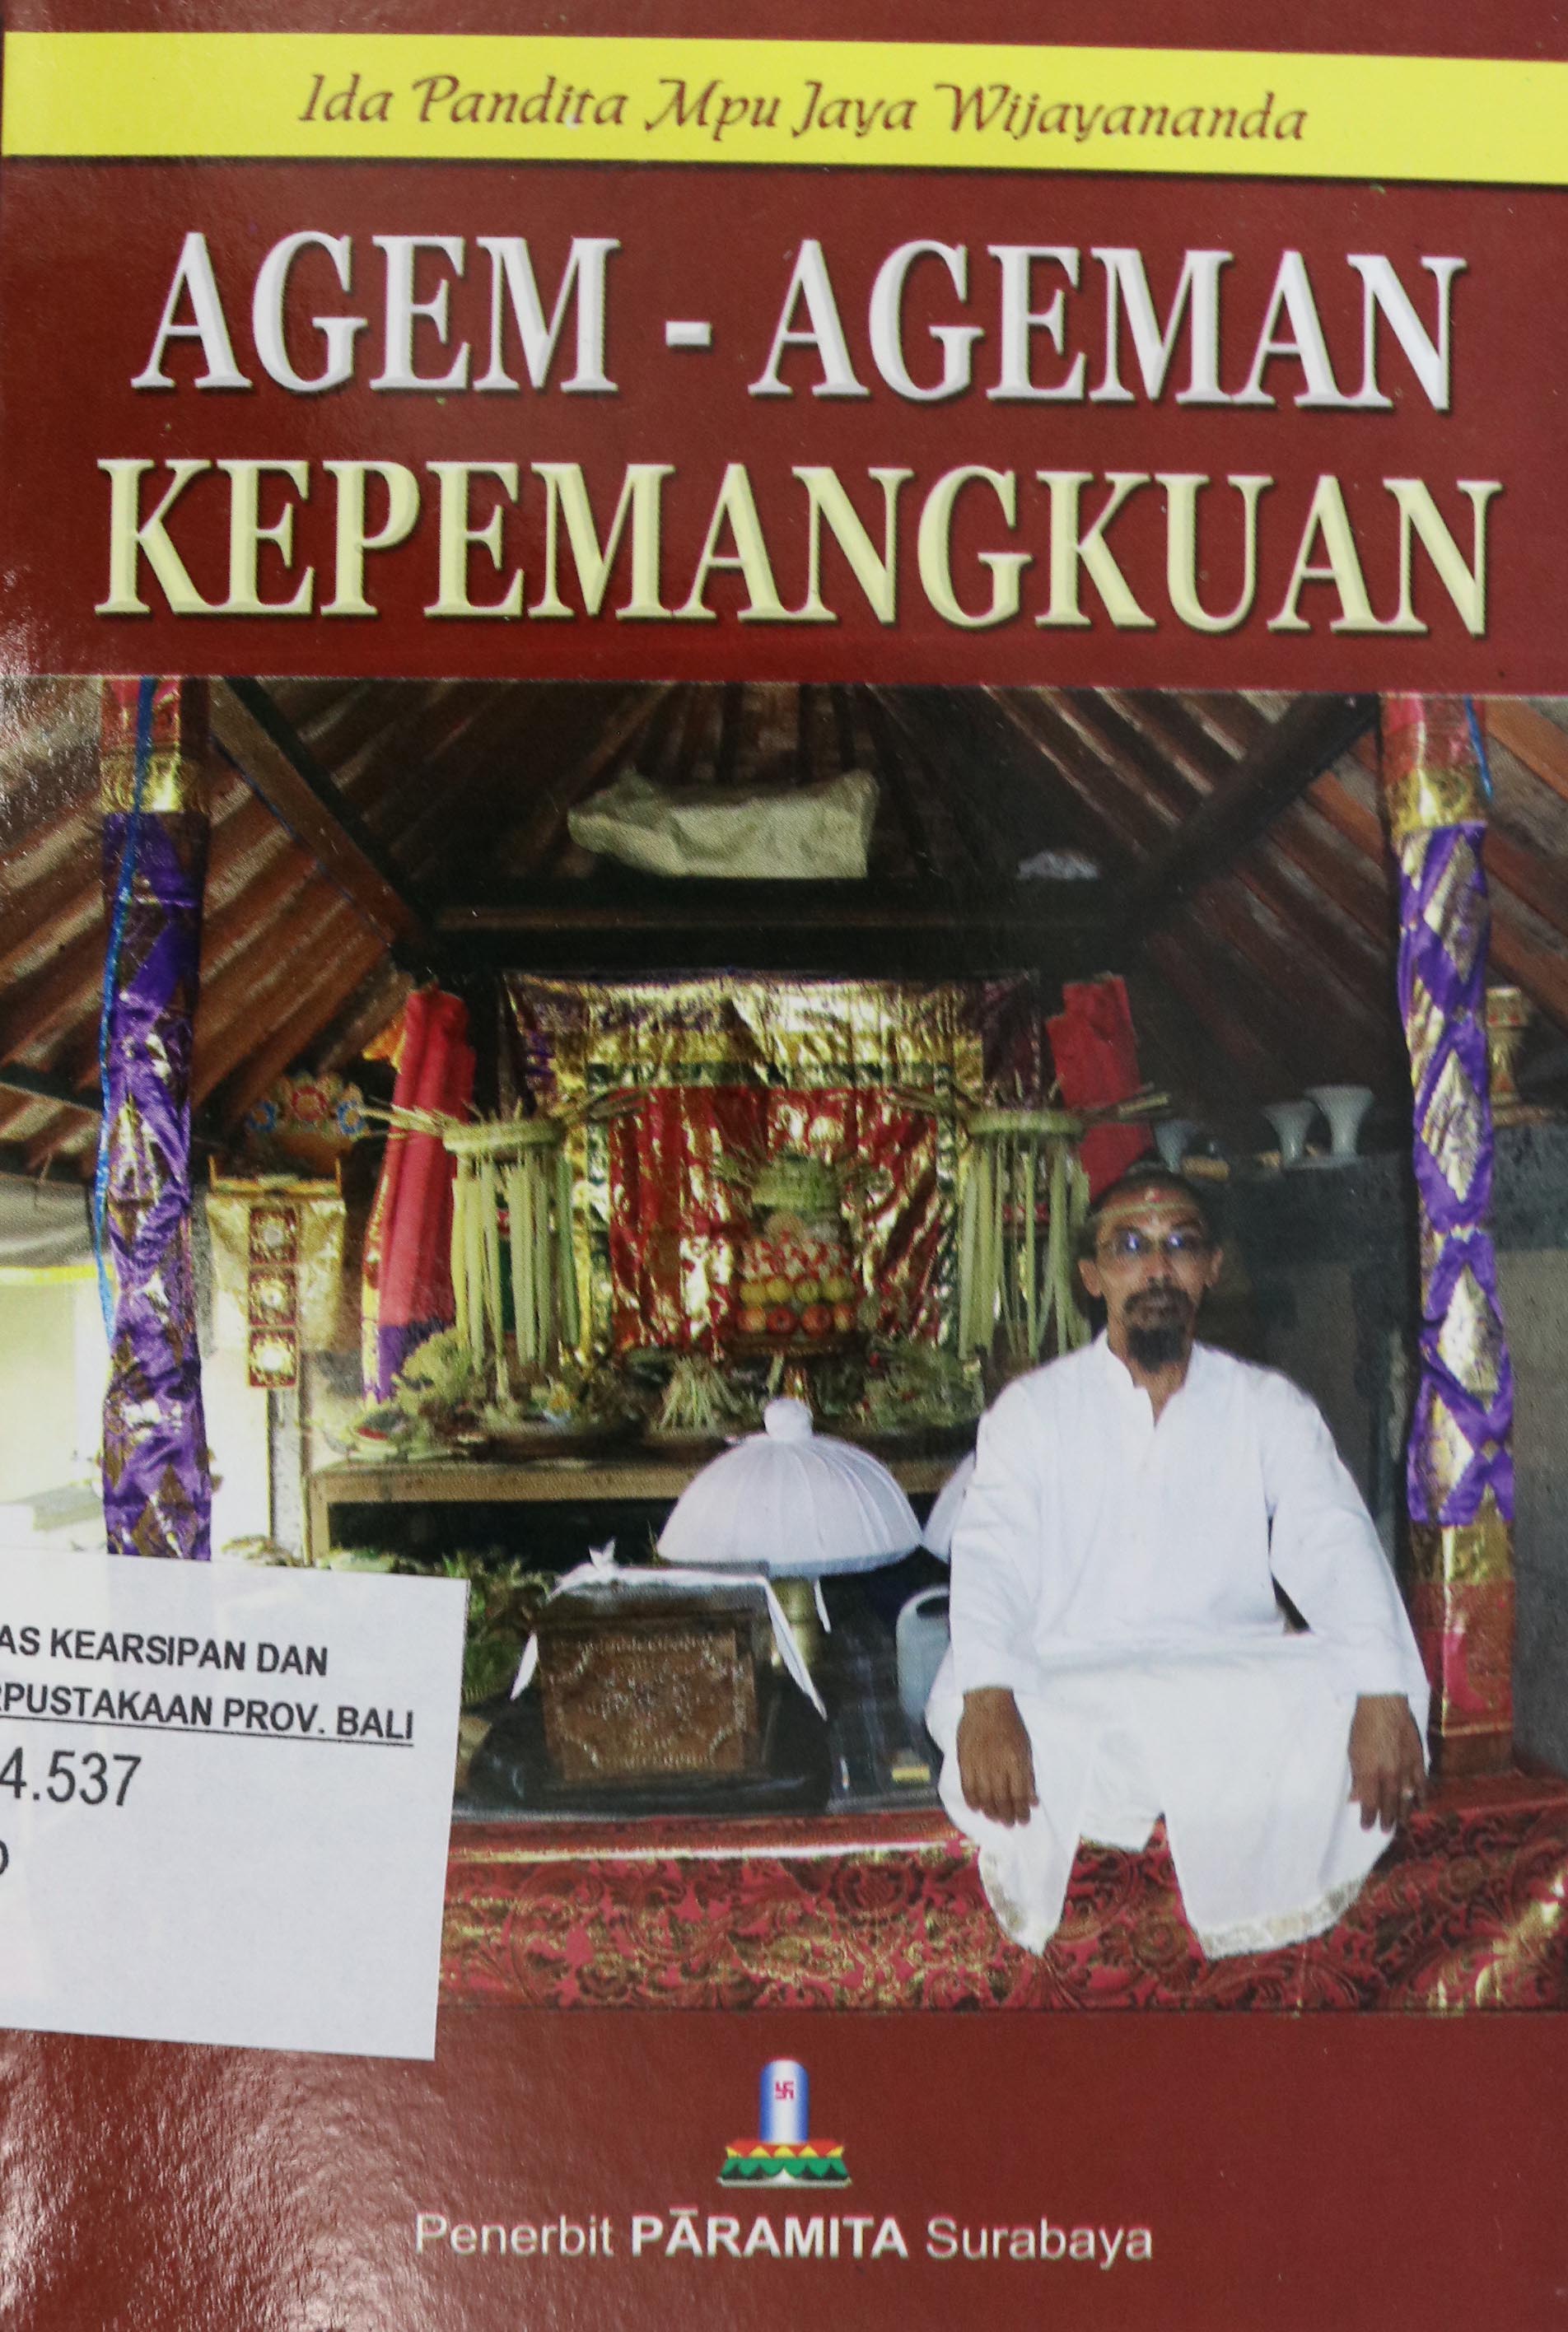 Ida Pandita Mpu Jaya Wijayananda
AGEM - AGEMAN
KEPEMANGKUAN
AS KEARSIPAN DAN
RPUSTAKAAN PROV. BALI
4.537
Penerbit PĀRAMITA Surabaya